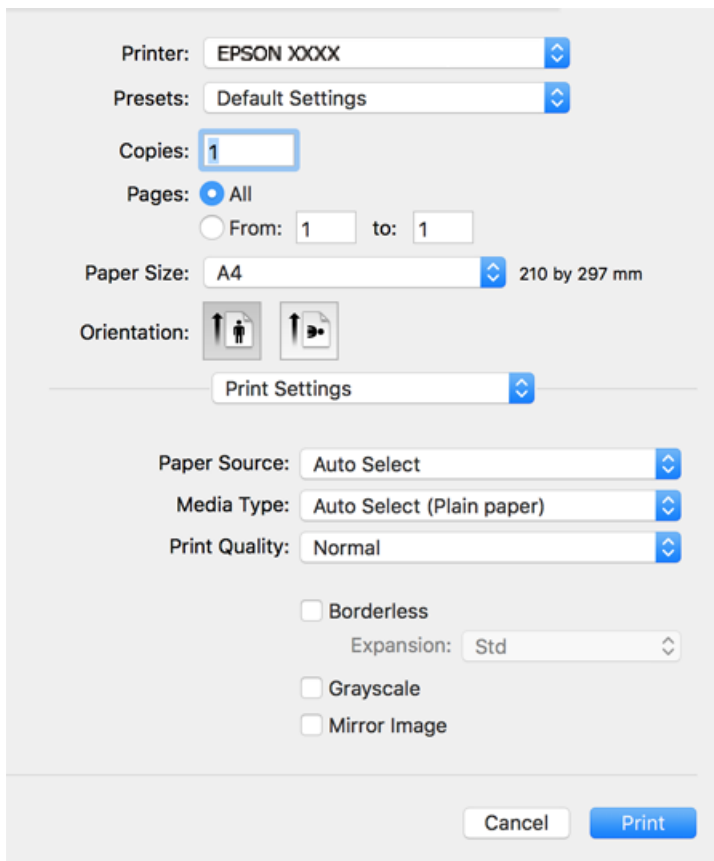 Printer: EPSON XXXX
Presets: Default Settings
Copies: 1
Pages: All
From: 1 to: 1
Paper Size: A4 210 by 297 mm
Orientation:
Print Settings
Paper Source: Auto Select
Media Type: Auto Select (Plain paper)
Print Quality: Normal
Borderless
Expansion: Std
Grayscale
Mirror Image
Cancel Print